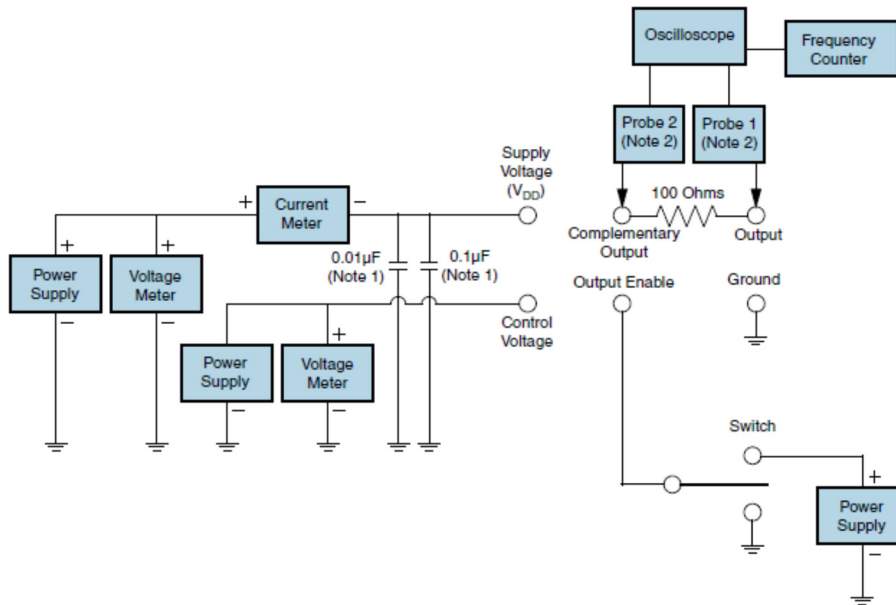 Oscilloscope
Frequency
Counter
Probe 2
(Note 2)
Probe 1
(Note 2)
Supply
Voltage
(VDD)
100 Ohms
+
Current
Meter
−
Complementary
Output
Output
0.01µF
(Note 1)
0.1µF
(Note 1)
+
Power
Supply
−
+
Voltage
Meter
−
Output Enable
Ground
Control
Voltage
Power
Supply
−
+
Voltage
Meter
−
Switch
+
Power
Supply
−